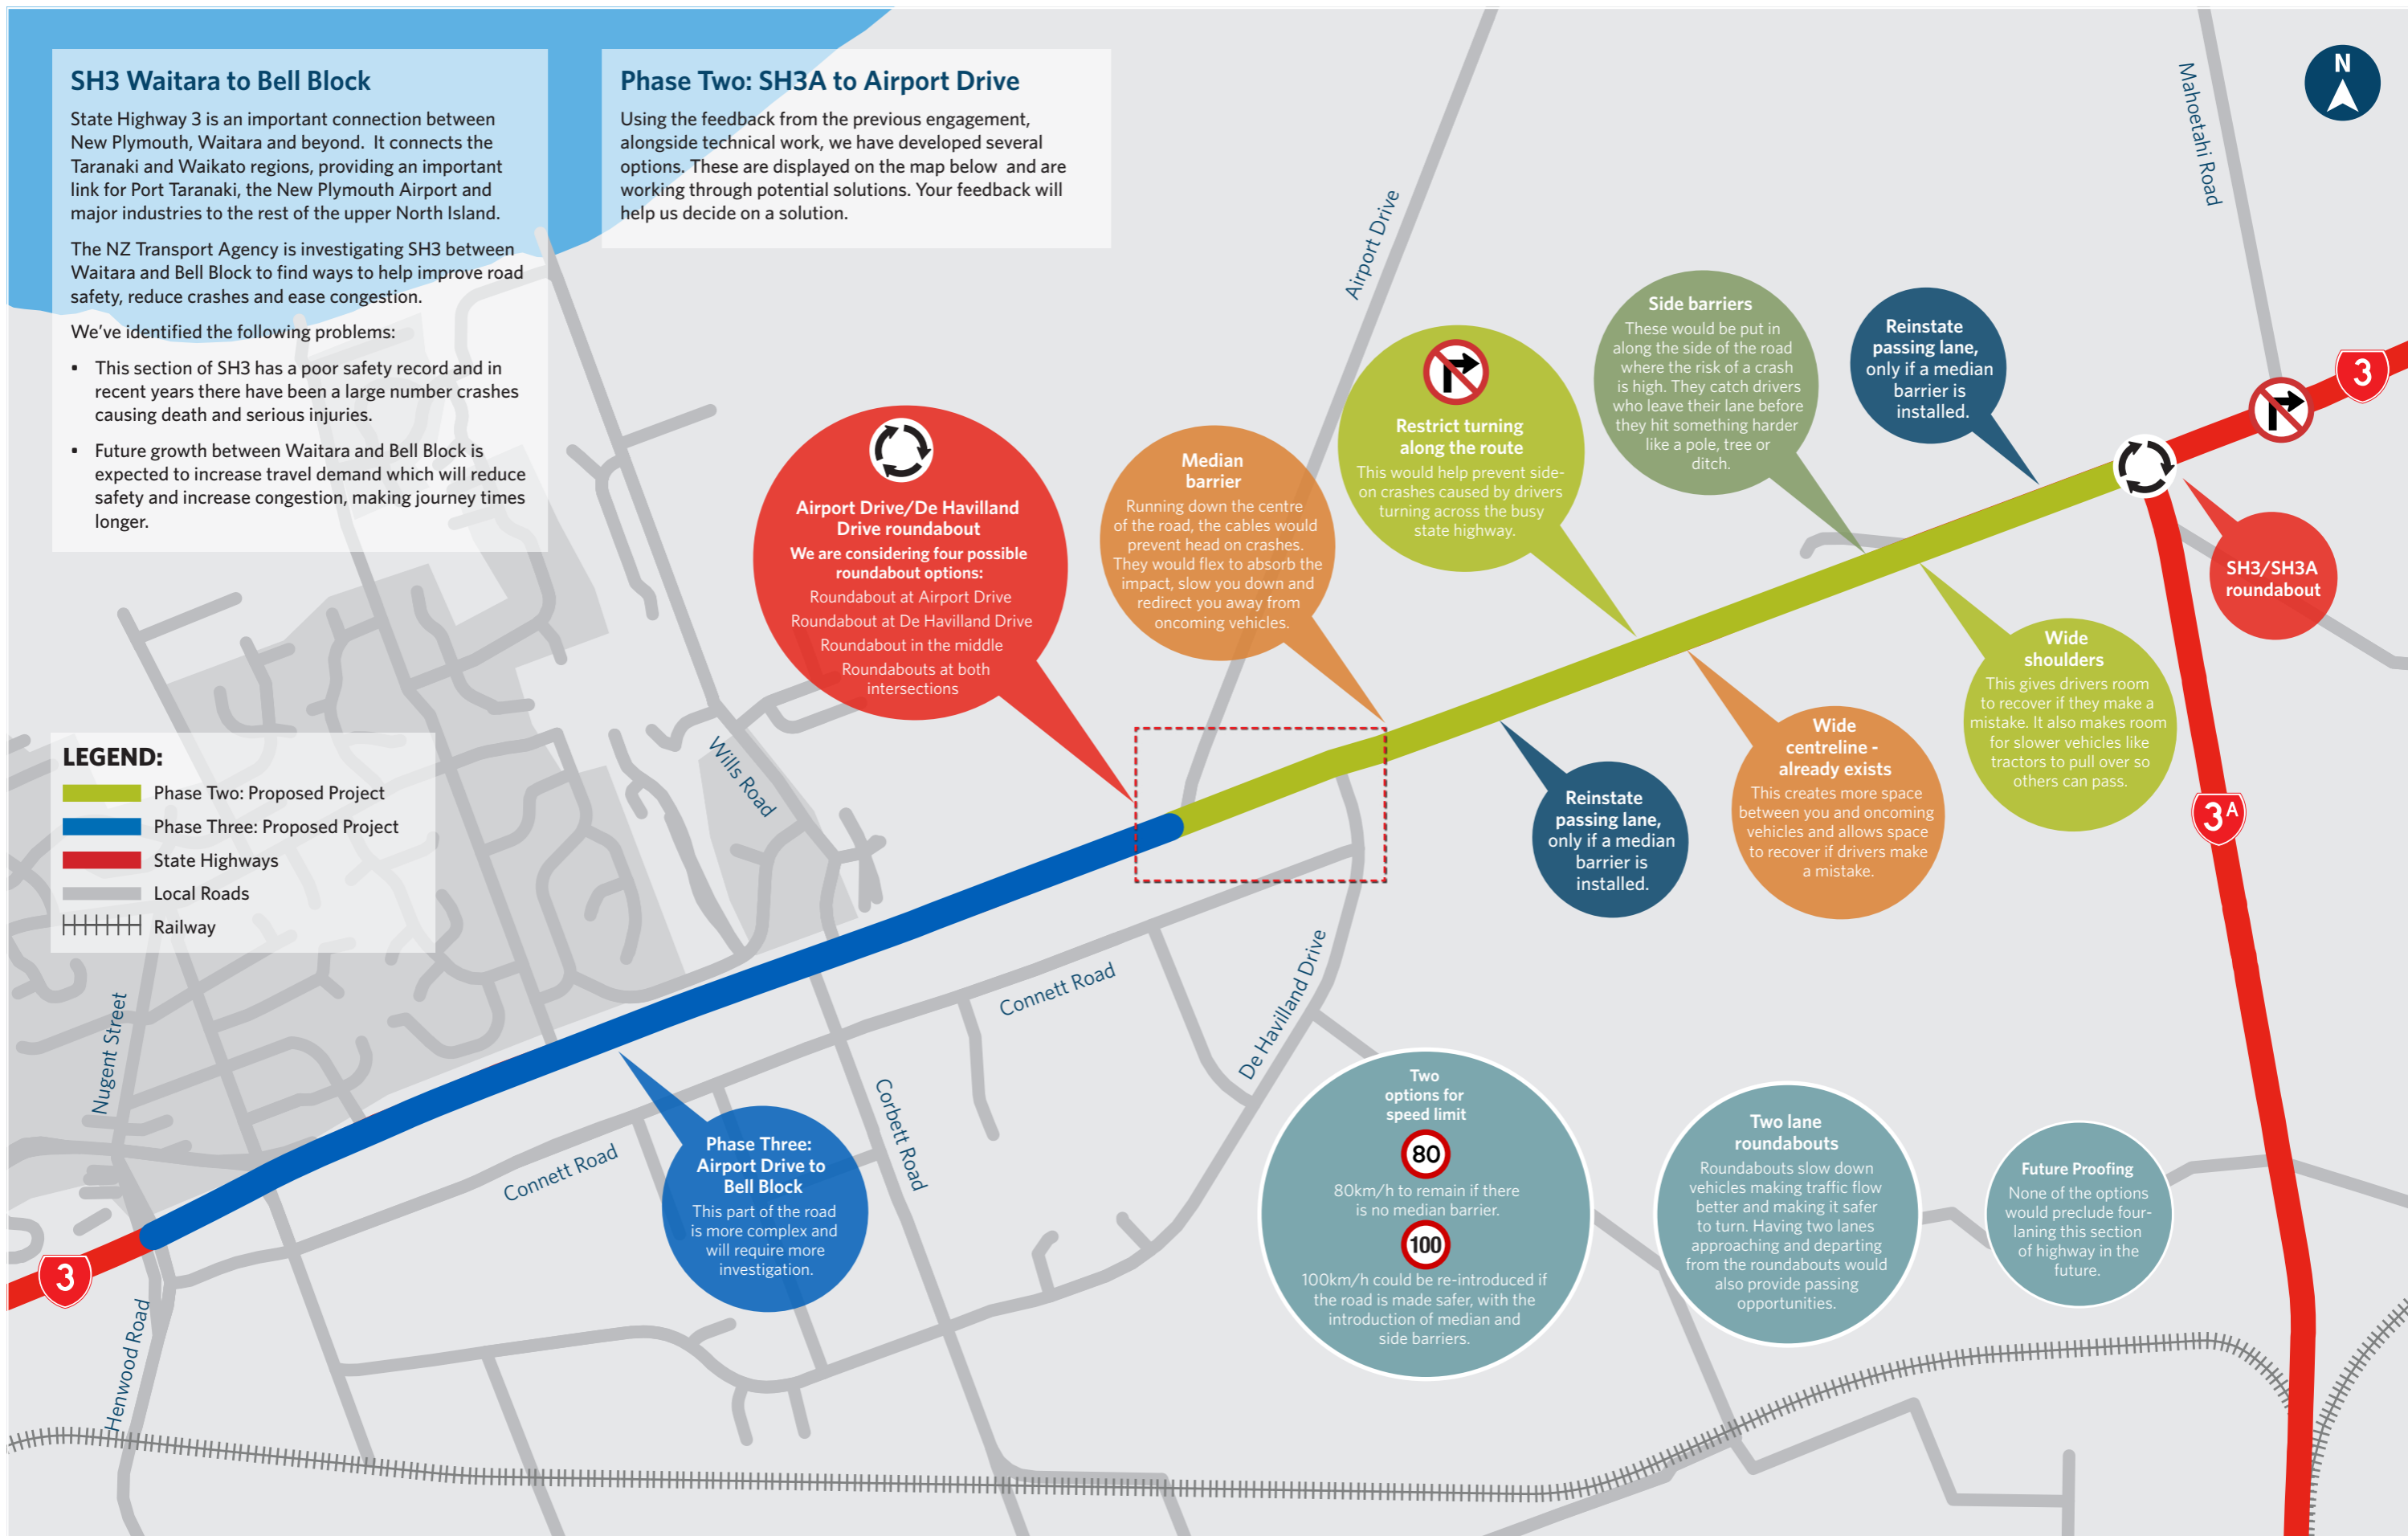 SH3 Waitara to Bell Block
State Highway 3 is an important connection between
New Plymouth, Waitara and beyond. It connects the
Taranaki and Waikato regions, providing an important
link for Port Taranaki, the New Plymouth Airport and
major industries to the rest of the upper North Island.
The NZ Transport Agency is investigating SH3 between
Waitara and Bell Block to find ways to help improve road
safety, reduce crashes and ease congestion.
We've identified the following problems:
• This section of SH3 has a poor safety record and in
recent years there have been a large number crashes
causing death and serious injuries.
• Future growth between Waitara and Bell Block is
expected to increase travel demand which will reduce
safety and increase congestion, making journey times
longer.
Phase Two: SH3A to Airport Drive
Using the feedback from the previous engagement,
alongside technical work, we have developed several
options. These are displayed on the map below and are
working through potential solutions. Your feedback will
help us decide on a solution.
N
Mahoetahi Road
Airport Drive
3
Airport Drive/De Havilland
Drive roundabout
We are considering four possible
roundabout options:
Roundabout at Airport Drive
Roundabout at De Havilland Drive
Roundabout in the middle
Roundabouts at both
intersections
Median
barrier
Running down the centre
of the road, the cables would
prevent head on crashes.
They would flex to absorb the
impact, slow you down and
redirect you away from
oncoming vehicles.
Restrict turning
along the route
This would help prevent side-
on crashes caused by drivers
turning across the busy
state highway.
Side barriers
These would be put in
along the side of the road
where the risk of a crash
is high. They catch drivers
who leave their lane before
they hit something harder
like a pole, tree or
ditch.
Reinstate
passing lane,
only if a median
barrier is
installed.
SH3/SH3A
roundabout
Wide
shoulders
This gives drivers room
to recover if they make a
mistake. It also makes room
for slower vehicles like
tractors to pull over so
others can pass.
Wide
centreline -
already exists
This creates more space
between you and oncoming
vehicles and allows space
to recover if drivers make
a mistake.
Reinstate
passing lane,
only if a median
barrier is
installed.
3A
LEGEND:
Phase Two: Proposed Project
Phase Three: Proposed Project
State Highways
Local Roads
Railway
Wills Road
Nugent Street
Connett Road
De Havilland Drive
Corbett Road
Connett Road
Henwood Road
3
Phase Three:
Airport Drive to
Bell Block
This part of the road
is more complex and
will require more
investigation.
Two
options for
speed limit
80
80km/h to remain if there
is no median barrier.
100
100km/h could be re-introduced if
the road is made safer, with the
introduction of median and
side barriers.
Two lane
roundabouts
Roundabouts slow down
vehicles making traffic flow
better and making it safer
to turn. Having two lanes
approaching and departing
from the roundabouts would
also provide passing
opportunities.
Future Proofing
None of the options
would preclude four-
laning this section
of highway in the
future.